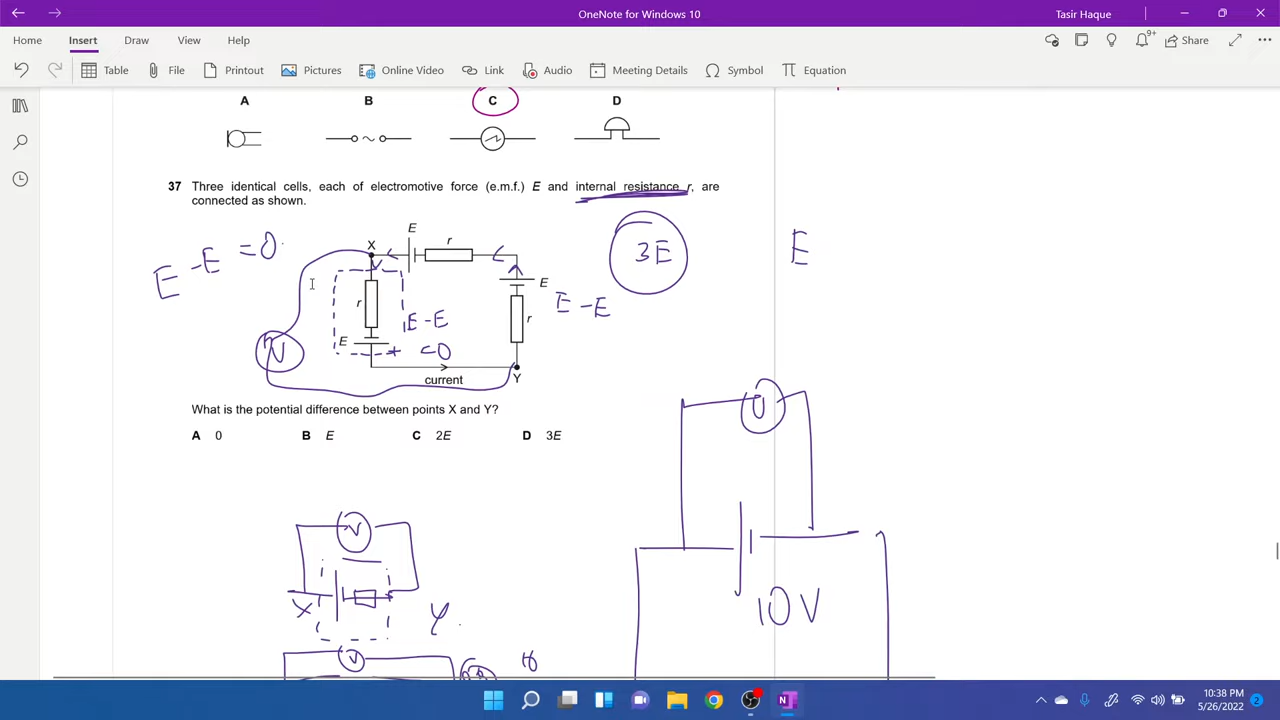 OneNote for Windows 10
Tasir Haque
Home Insert Draw View Help
9+ Share
Table File Printout Pictures Online Video Link Audio Meeting Details Symbol Equation
A B C D
37 Three identical cells, each of electromotive force (e.m.f.) E and internal resistance r, are
connected as shown.
E
X r
3E
E
E - E = 0
E
E - E
r
r
E - E
E
+ = 0
V
current
Y
What is the potential difference between points X and Y?
A 0 B E C 2E D 3E
V
V
X
Y
10V
V
10:38 PM
5/26/2022
2